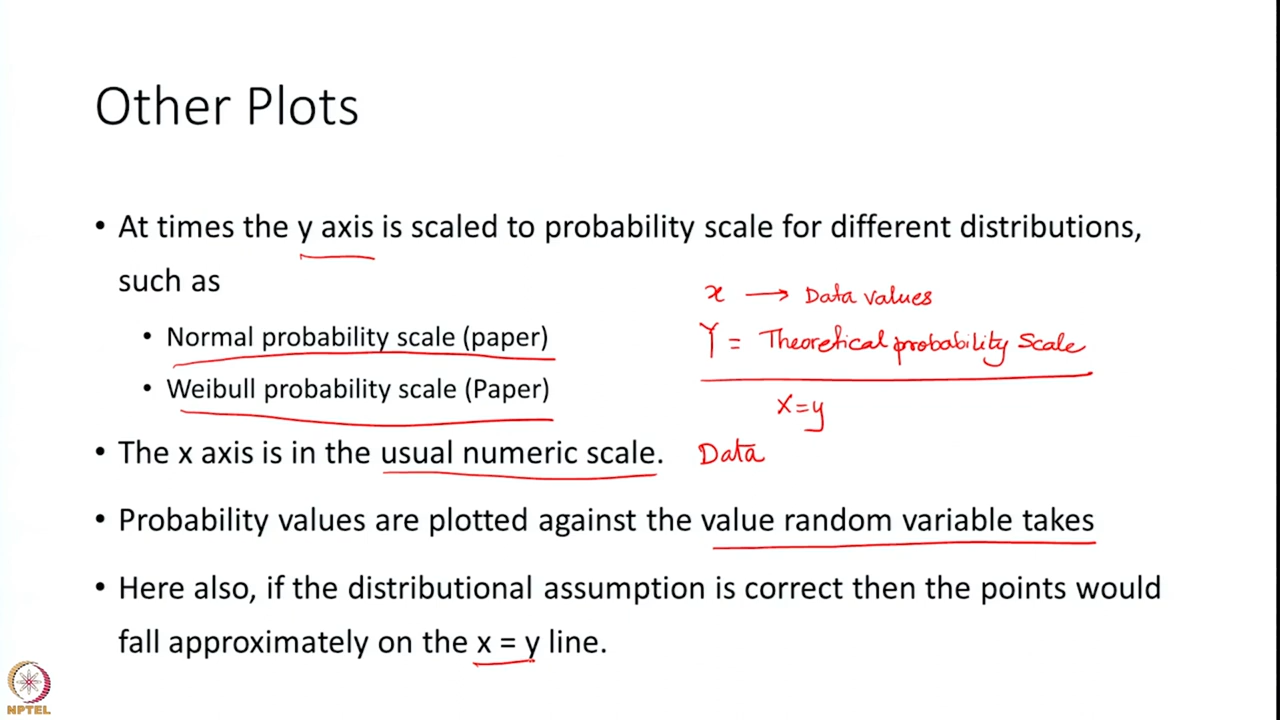 Other Plots
• At times the y axis is scaled to probability scale for different distributions,
such as
• Normal probability scale (paper)
• Weibull probability scale (Paper)
x → Data values
Y = Theoretical probability Scale
x=y
• The x axis is in the usual numeric scale. Data
• Probability values are plotted against the value random variable takes
• Here also, if the distributional assumption is correct then the points would
fall approximately on the x = y line.
NPTEL